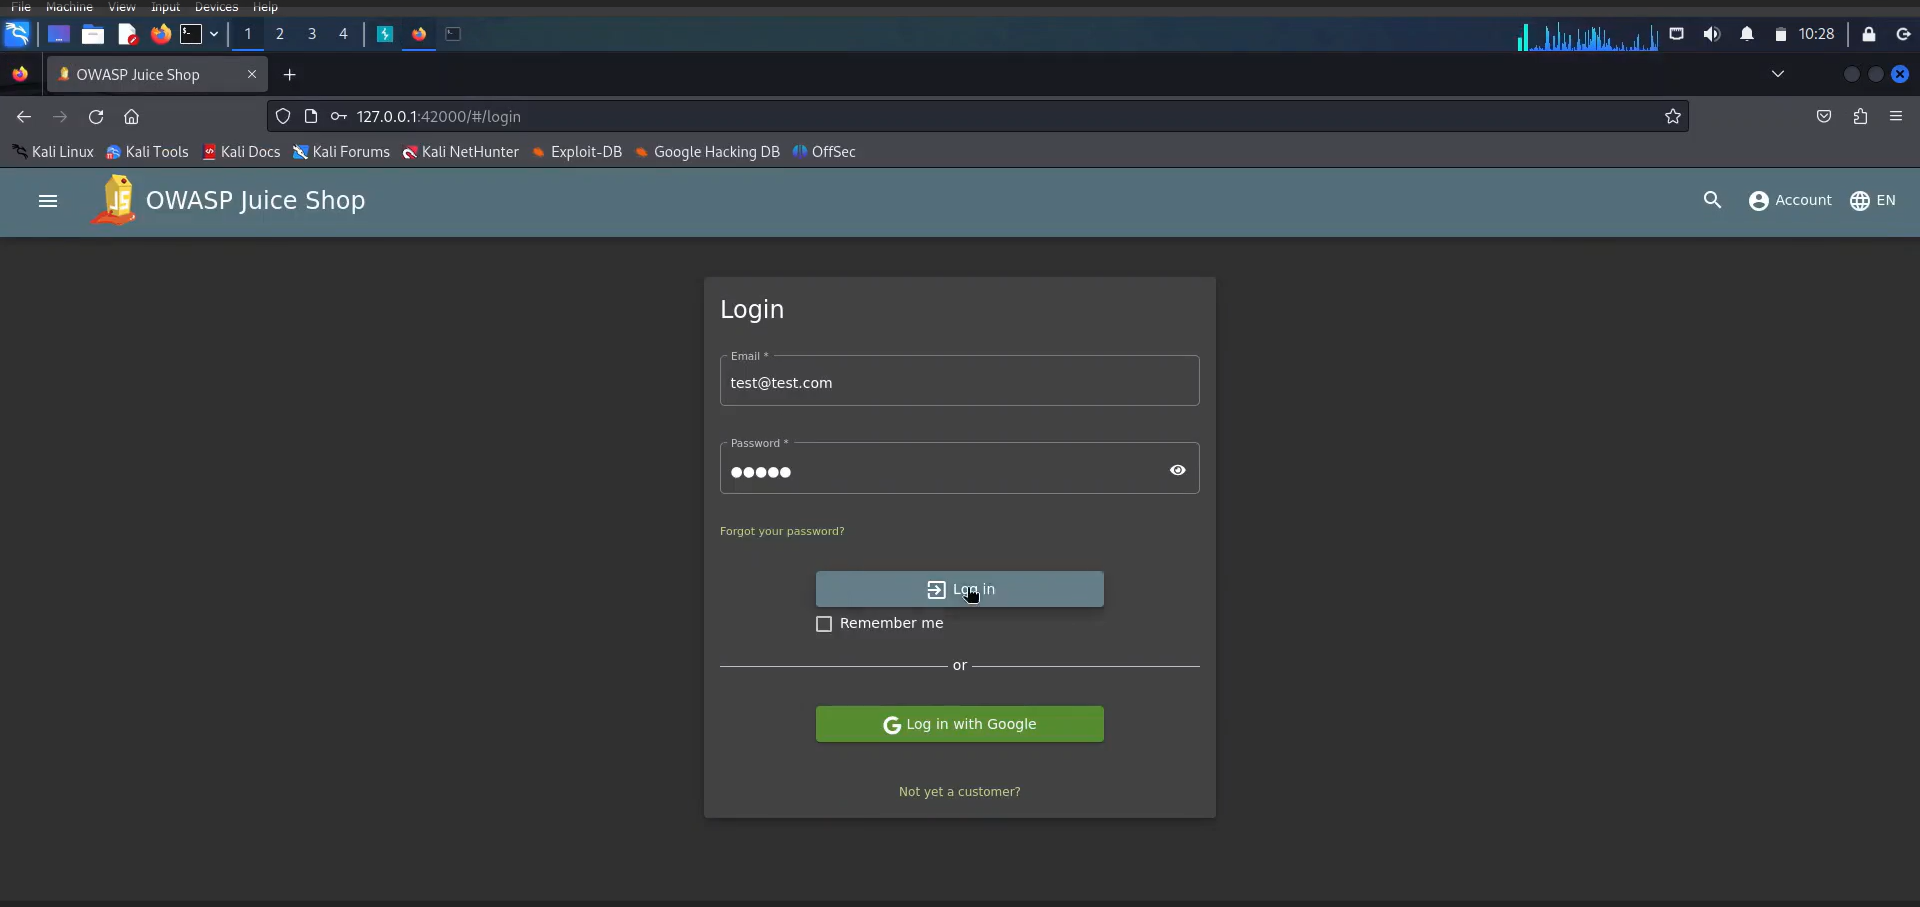 File Machine View Input Devices Help
1 2 3 4 10:28
OWASP Juice Shop
127.0.0.1:42000/#/login
Kali Linux Kali Tools Kali Docs Kali Forums Kali NetHunter Exploit-DB Google Hacking DB OffSec
JS OWASP Juice Shop Account EN
Login
Email *
test@test.com
Password *
●●●●●
Forgot your password?
Log in
Remember me
or
G Log in with Google
Not yet a customer?